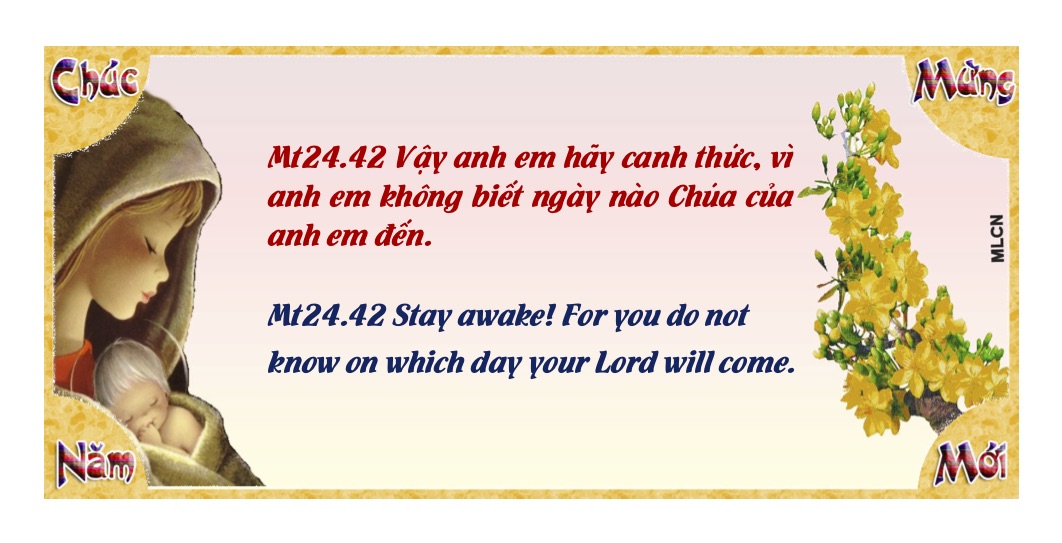 Chúc Mừng
Mt24.42 Vậy anh em hãy canh thức, vì
anh em không biết ngày nào Chúa của
anh em đến.
Mt24.42 Stay awake! For you do not
know on which day your Lord will come.
MLCN
Năm Mới